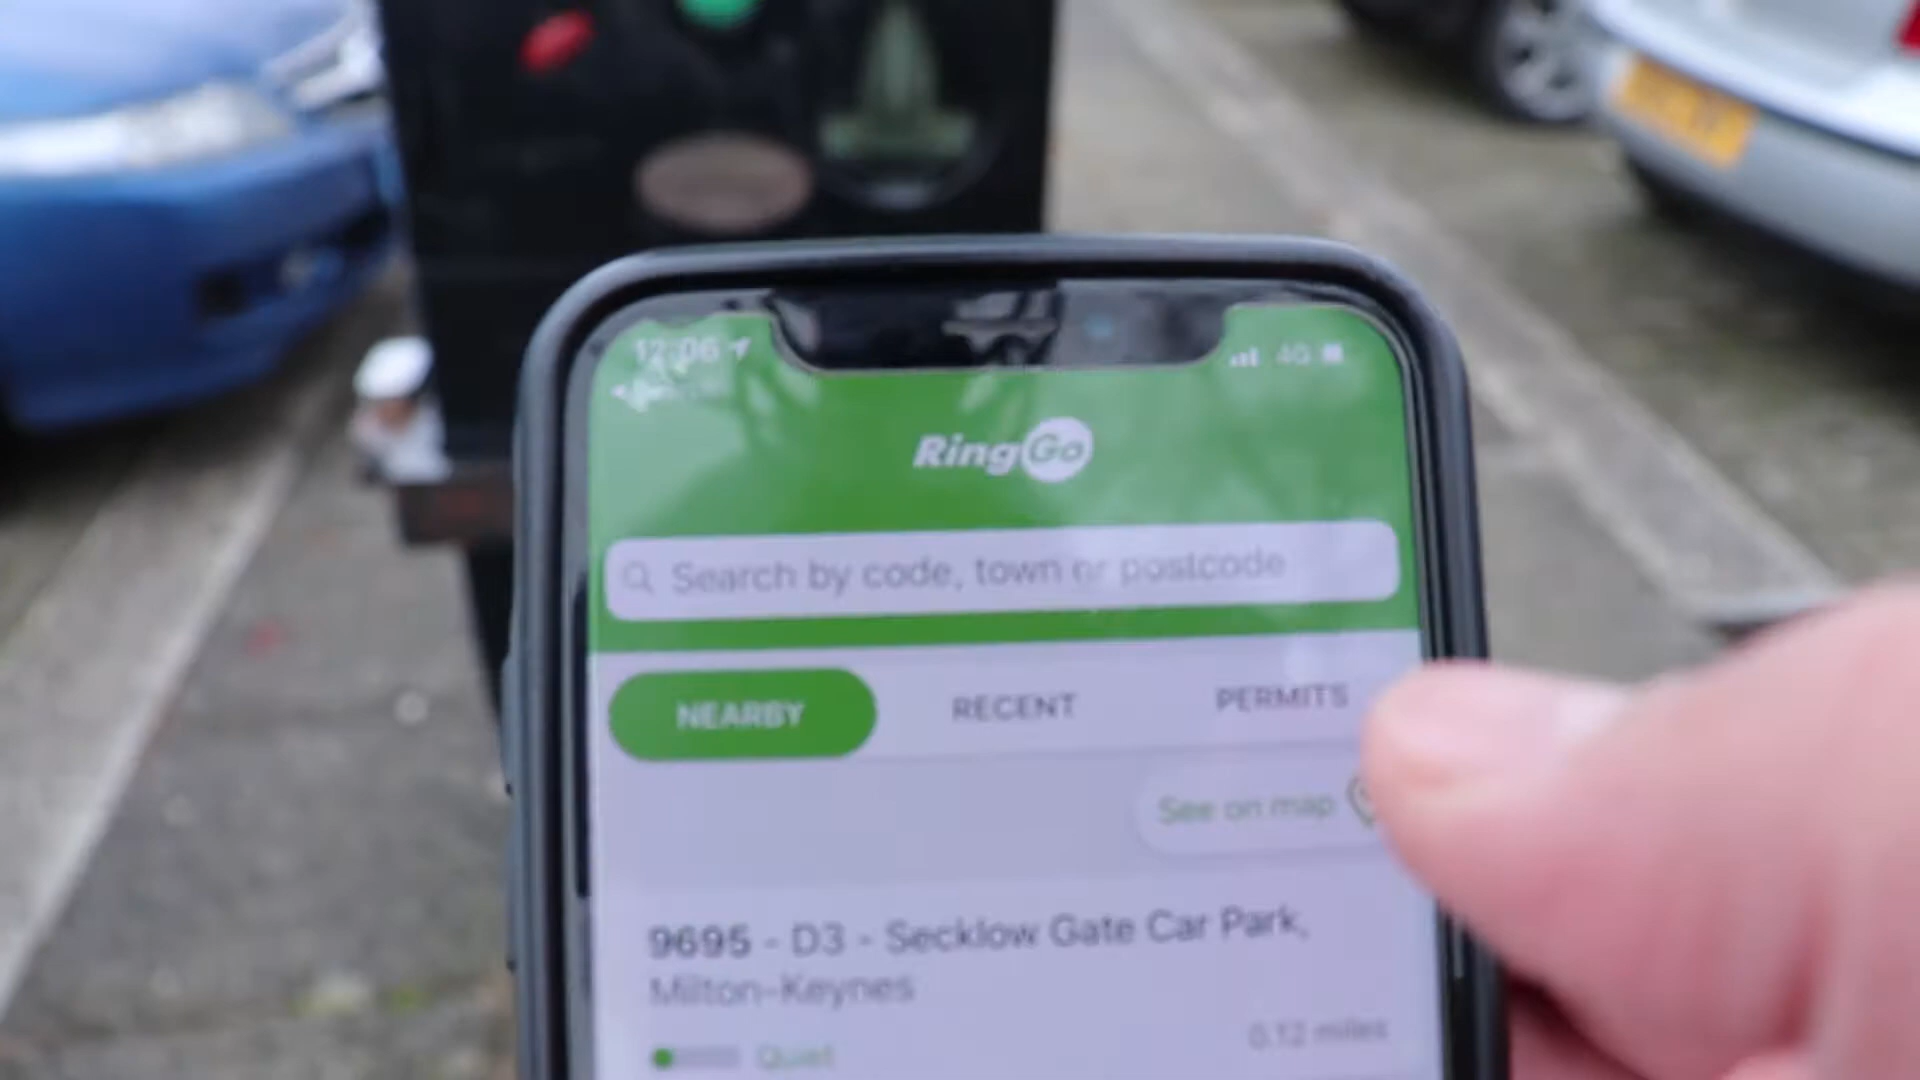 12:06
4G
RingGo
Search by code, town or postcode
NEARBY
RECENT
PERMITS
See on map
9695 - D3 - Secklow Gate Car Park,
Milton-Keynes
0.12 miles
Quiet